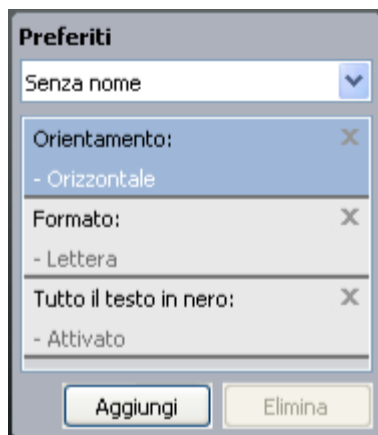 Preferiti
Senza nome
Orientamento:
- Orizzontale
Formato:
- Lettera
Tutto il testo in nero:
- Attivato
Aggiungi Elimina